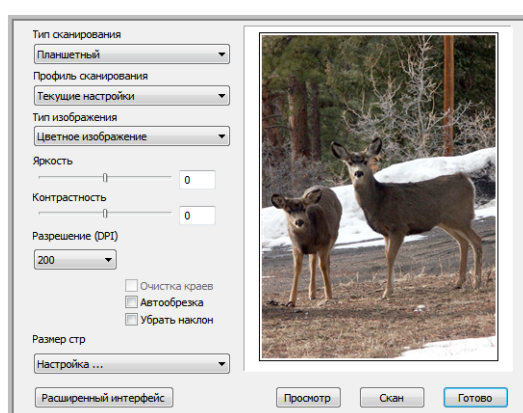 Тип сканирования
Планшетный
Профиль сканирования
Текущие настройки
Тип изображения
Цветное изображение
Яркость
0
Контрастность
0
Разрешение (DPI)
200
Очистка краев
Автообрезка
Убрать наклон
Размер стр
Настройка ...
Расширенный интерфейс Просмотр Скан Готово